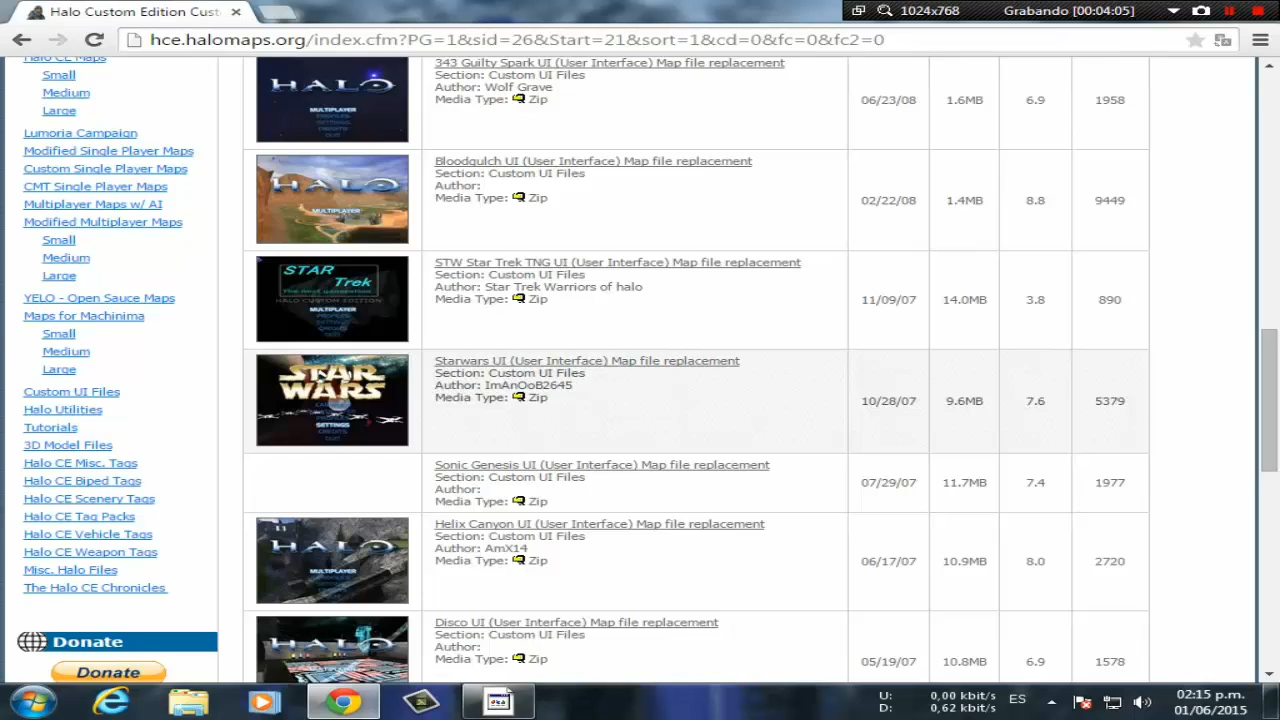 Halo Custom Edition Cust
1024x768
Grabando [00:04:05]
hce.halomaps.org/index.cfm?PG=1&sid=26&Start=21&sort=1&cd=0&fc=0&fc2=0
Halo CE Maps
Small
Medium
Large
Lumoria Campaign
Modified Single Player Maps
Custom Single Player Maps
CMT Single Player Maps
Multiplayer Maps w/ AI
Modified Multiplayer Maps
Small
Medium
Large
YELO - Open Sauce Maps
Maps for Machinima
Small
Medium
Large
Custom UI Files
Halo Utilities
Tutorials
3D Model Files
Halo CE Misc. Tags
Halo CE Biped Tags
Halo CE Scenery Tags
Halo CE Tag Packs
Halo CE Vehicle Tags
Halo CE Weapon Tags
Misc. Halo Files
The Halo CE Chronicles
Donate
Donate
HALO
MULTIPLAYER
PROFILES
SETTINGS
CREDITS
QUIT
343 Guilty Spark UI (User Interface) Map file replacement
Section: Custom UI Files
Author: Wolf Grave
Media Type: Zip
06/23/08
1.6MB
6.9
1958
HALO
MULTIPLAYER
Bloodgulch UI (User Interface) Map file replacement
Section: Custom UI Files
Author:
Media Type: Zip
02/22/08
1.4MB
8.8
9449
STAR
Trek
The next generation
HALO CUSTOM EDITION
MULTIPLAYER
PROFILES
SETTINGS
CREDITS
QUIT
STW Star Trek TNG UI (User Interface) Map file replacement
Section: Custom UI Files
Author: Star Trek Warriors of halo
Media Type: Zip
11/09/07
14.0MB
3.8
890
STAR
WARS
SETTINGS
CREDITS
QUIT
Starwars UI (User Interface) Map file replacement
Section: Custom UI Files
Author: ImAnOoB2645
Media Type: Zip
10/28/07
9.6MB
7.6
5379
Sonic Genesis UI (User Interface) Map file replacement
Section: Custom UI Files
Author:
Media Type: Zip
07/29/07
11.7MB
7.4
1977
HALO
MULTIPLAYER
Helix Canyon UI (User Interface) Map file replacement
Section: Custom UI Files
Author: AmX14
Media Type: Zip
06/17/07
10.9MB
8.0
2720
HALO
Disco UI (User Interface) Map file replacement
Section: Custom UI Files
Author:
Media Type: Zip
05/19/07
10.8MB
6.9
1578
U: 0,00 kbit/s
D: 0,62 kbit/s
ES
02:15 p.m.
01/06/2015